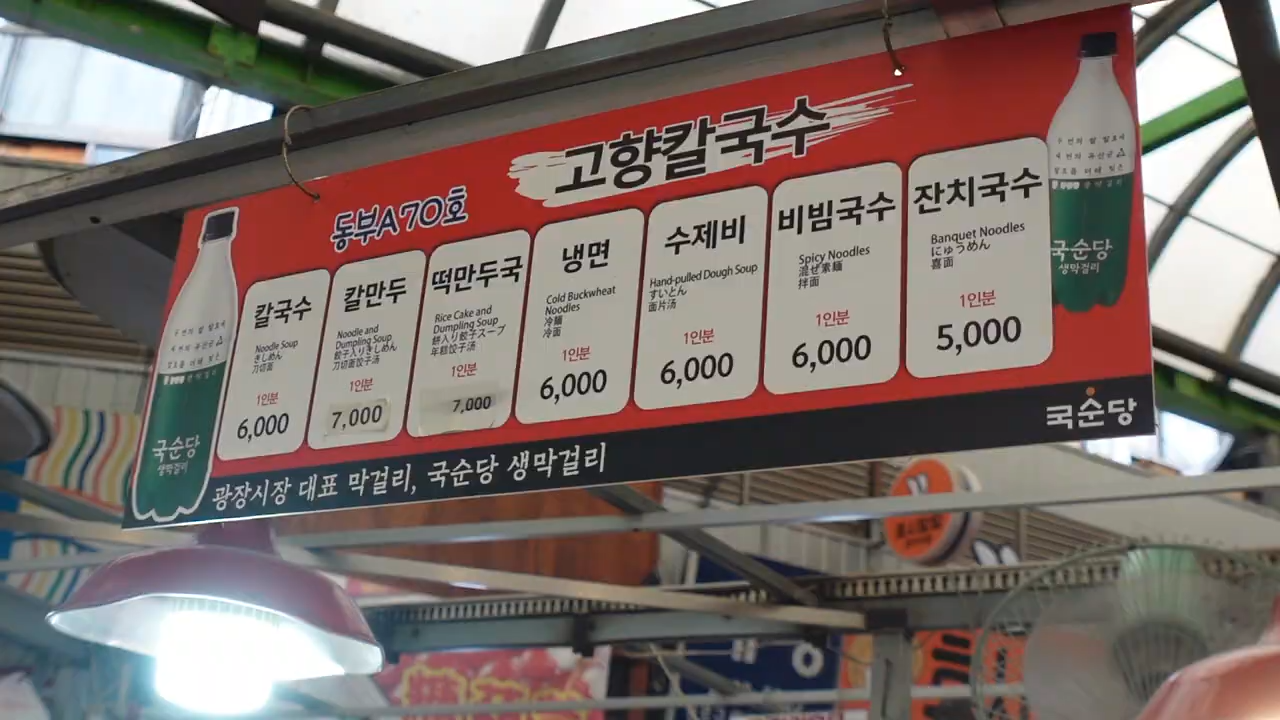 고향칼국수
동부A 70호
칼국수
Noodle Soup
きしめん
刀切面
1인분
6,000
칼만두
Noodle and
Dumpling Soup
餃子入りきしめん
刀切面饺子汤
1인분
7,000
떡만두국
Rice Cake and
Dumpling Soup
餅入り餃子スープ
年糕饺子汤
1인분
7,000
냉면
Cold Buckwheat
Noodles
冷麺
冷面
1인분
6,000
수제비
Hand-pulled Dough Soup
すいとん
面片汤
1인분
6,000
비빔국수
Spicy Noodles
混ぜ素麺
拌面
1인분
6,000
잔치국수
Banquet Noodles
にゅうめん
喜面
1인분
5,000
국순당
생막걸리
국순당
생막걸리
광장시장 대표 막걸리, 국순당 생막걸리
국순당